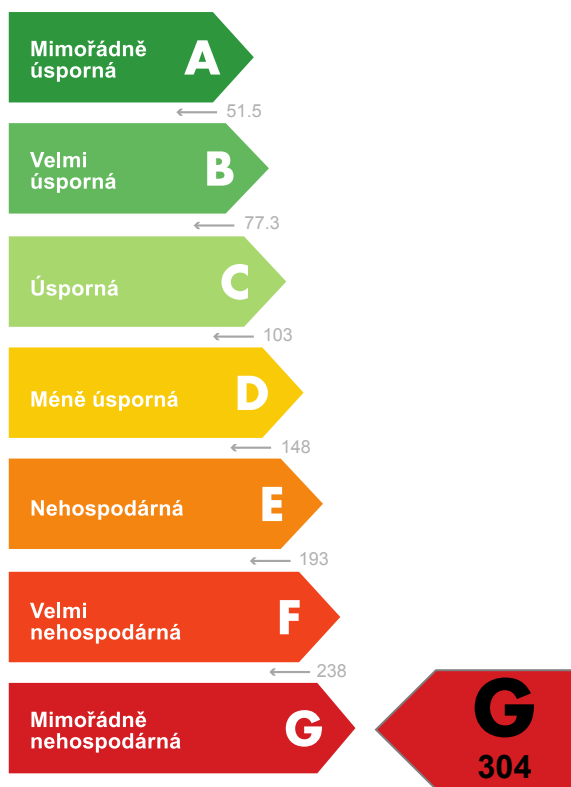 Mimořádně
úsporná
A
51.5
Velmi
úsporná
B
77.3
Úsporná
C
103
Méně úsporná
D
148
Nehospodárná
E
193
Velmi
nehospodárná
F
238
Mimořádně
nehospodárná
G
G
304